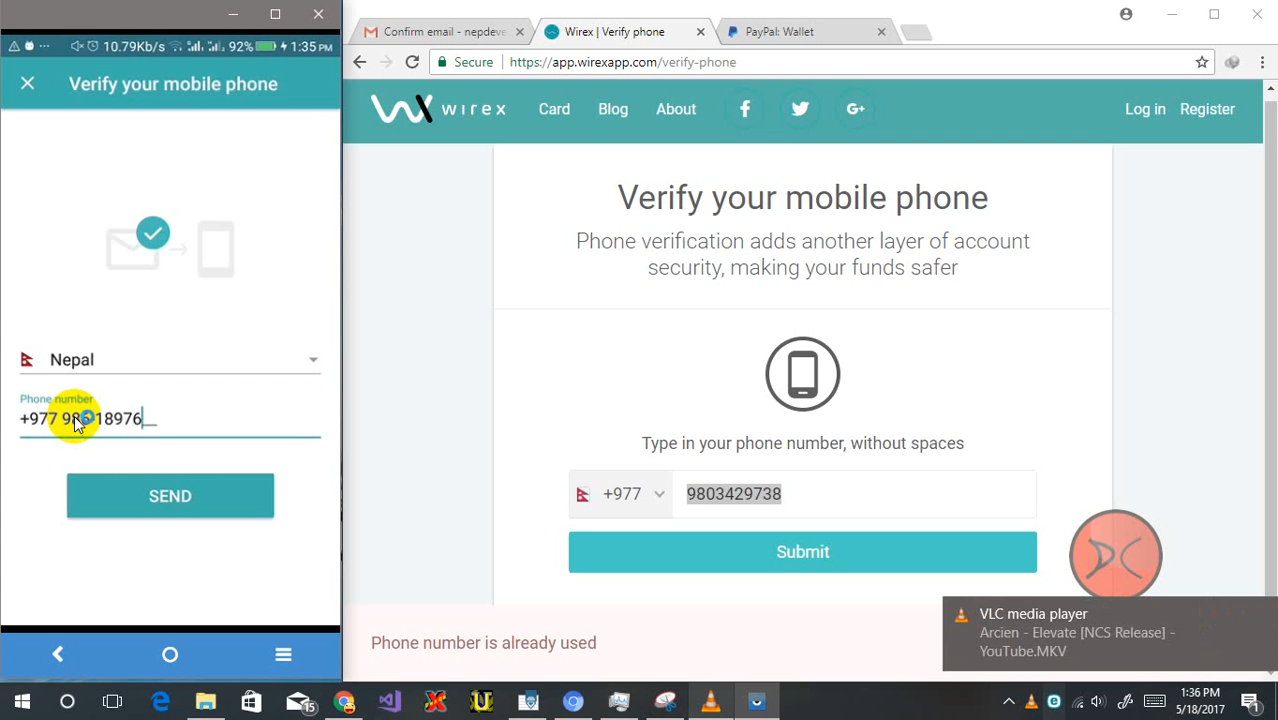 10.79Kb/s 92% 1:35 PM
Verify your mobile phone
Nepal
Phone number
+977 98 18976
SEND
Confirm email - nepdeve
Wirex | Verify phone
PayPal: Wallet
Secure
https://app.wirexapp.com/verify-phone
wirex
Card
Blog
About
G+
Log in
Register
Verify your mobile phone
Phone verification adds another layer of account
security, making your funds safer
Type in your phone number, without spaces
+977
9803429738
Submit
Phone number is already used
DC
VLC media player
Arcien - Elevate [NCS Release] -
YouTube.MKV
15
1:36 PM
5/18/2017
1